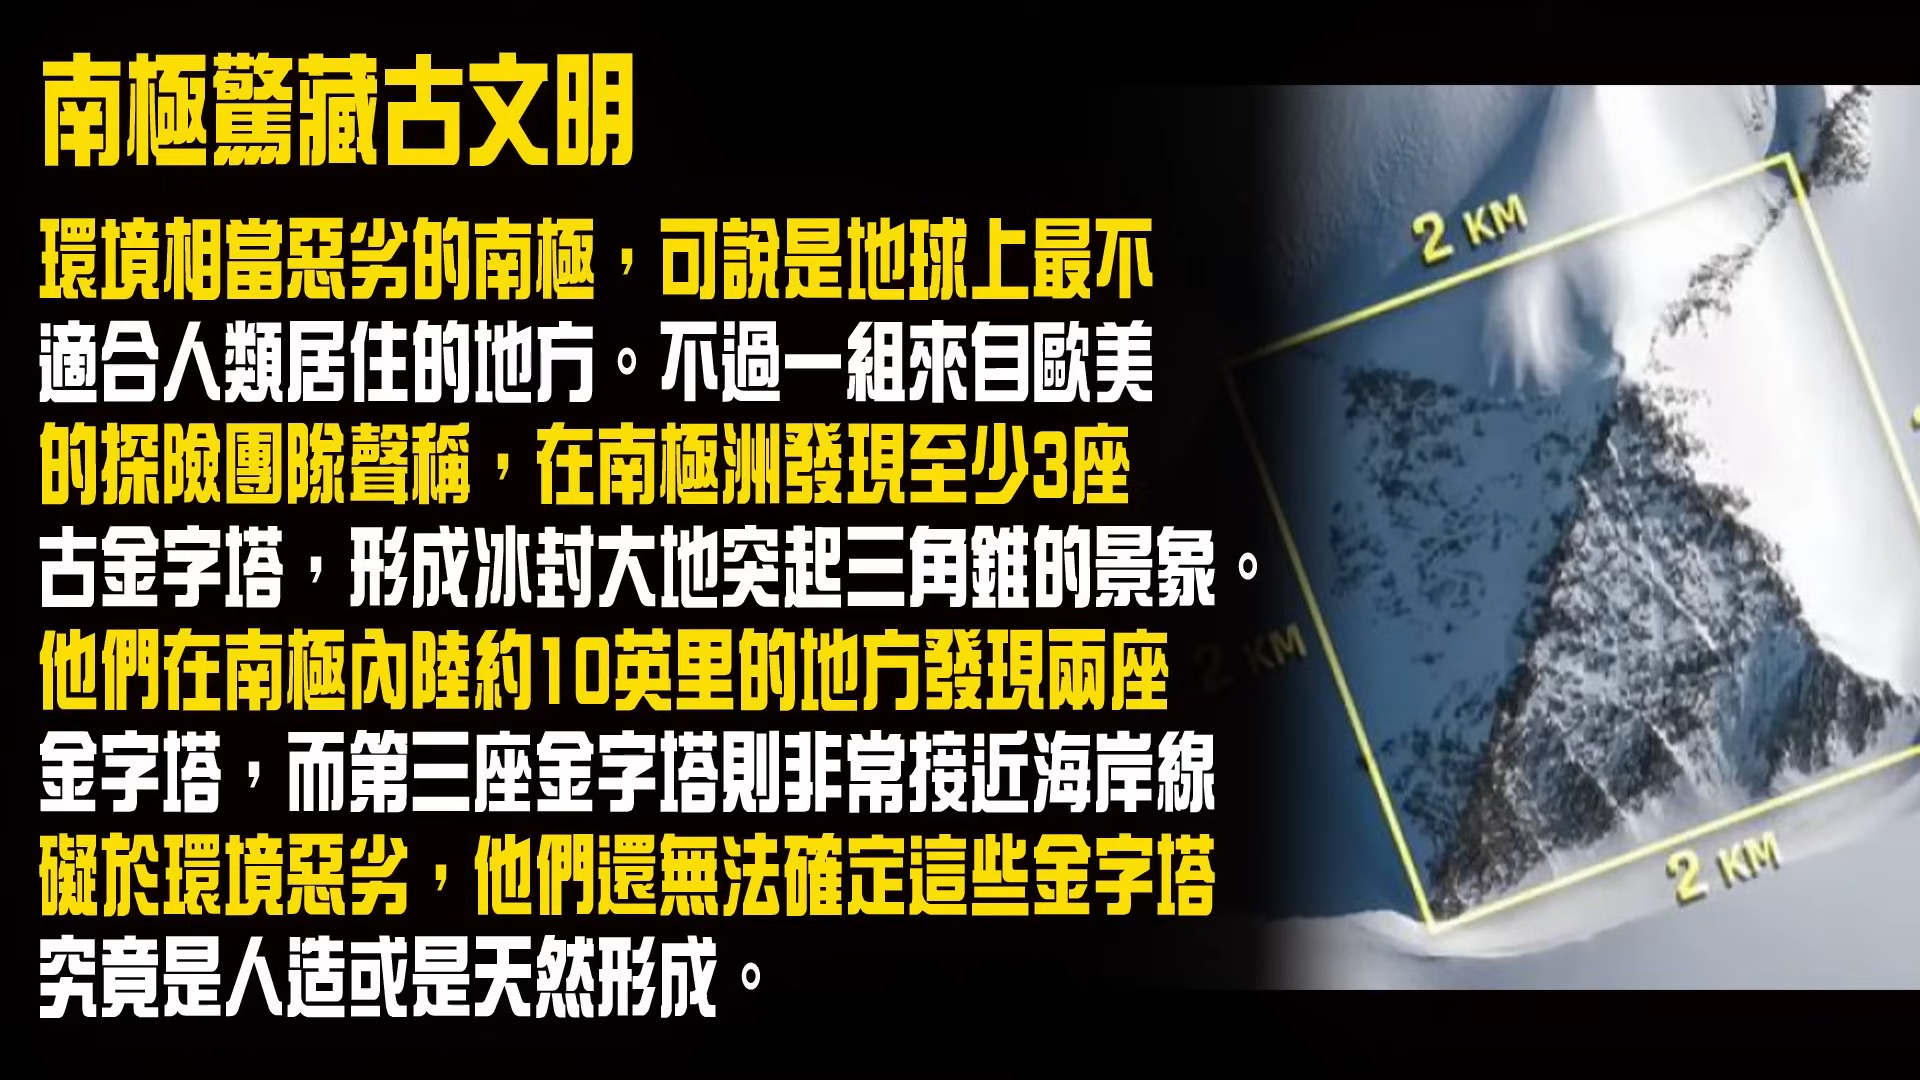 南極驚藏古文明
環境相當惡劣的南極，可說是地球上最不
適合人類居住的地方。不過一組來自歐美
的探險團隊聲稱，在南極洲發現至少3座
古金字塔，形成冰封大地突起三角錐的景象。
他們在南極內陸約10英里的地方發現兩座
金字塔，而第三座金字塔則非常接近海岸線
礙於環境惡劣，他們還無法確定這些金字塔
究竟是人造或是天然形成。
2 KM
2 KM
2 KM